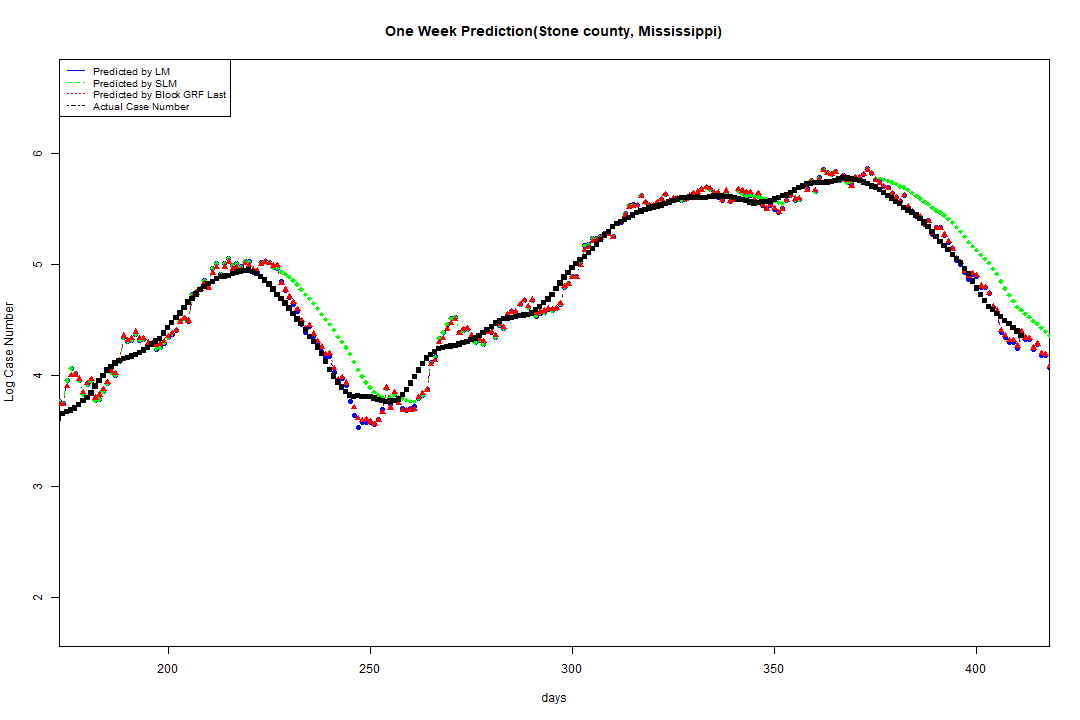 One Week Prediction(Stone county, Mississippi)
Predicted by LM
Predicted by SLM
Predicted by Block GRF Last
Actual Case Number
6
5
4
3
2
Log Case Number
200 250 300 350 400
days